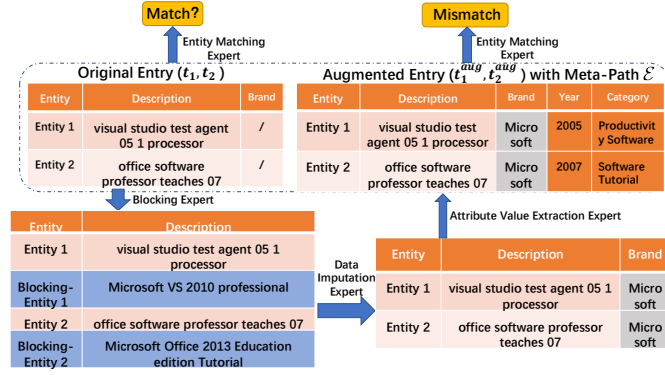 Match?
Mismatch
Entity Matching
Expert
Entity Matching
Expert
Original Entry (t₁, t₂)
Entity Description Brand
Entity 1 visual studio test agent
05 1 processor /
Entity 2 office software
professor teaches 07 /
Augmented Entry (t₁^aug, t₂^aug) with Meta-Path ℰ
Entity Description Brand Year Category
Entity 1 visual studio test
agent 05 1 processor Micro
soft 2005 Productivit
y Software
Entity 2 office software
professor teaches 07 Micro
soft 2007 Software
Tutorial
Blocking Expert
Entity Description
Entity 1 visual studio test agent 05 1
processor
Blocking-
Entity 1 Microsoft VS 2010 professional
Entity 2 office software professor teaches 07
Blocking-
Entity 2 Microsoft Office 2013 Education
edition Tutorial
Data
Imputation
Expert
Attribute Value Extraction Expert
Entity Description Brand
Entity 1 visual studio test agent 05 1
processor Micro
soft
Entity 2 office software professor
teaches 07 Micro
soft